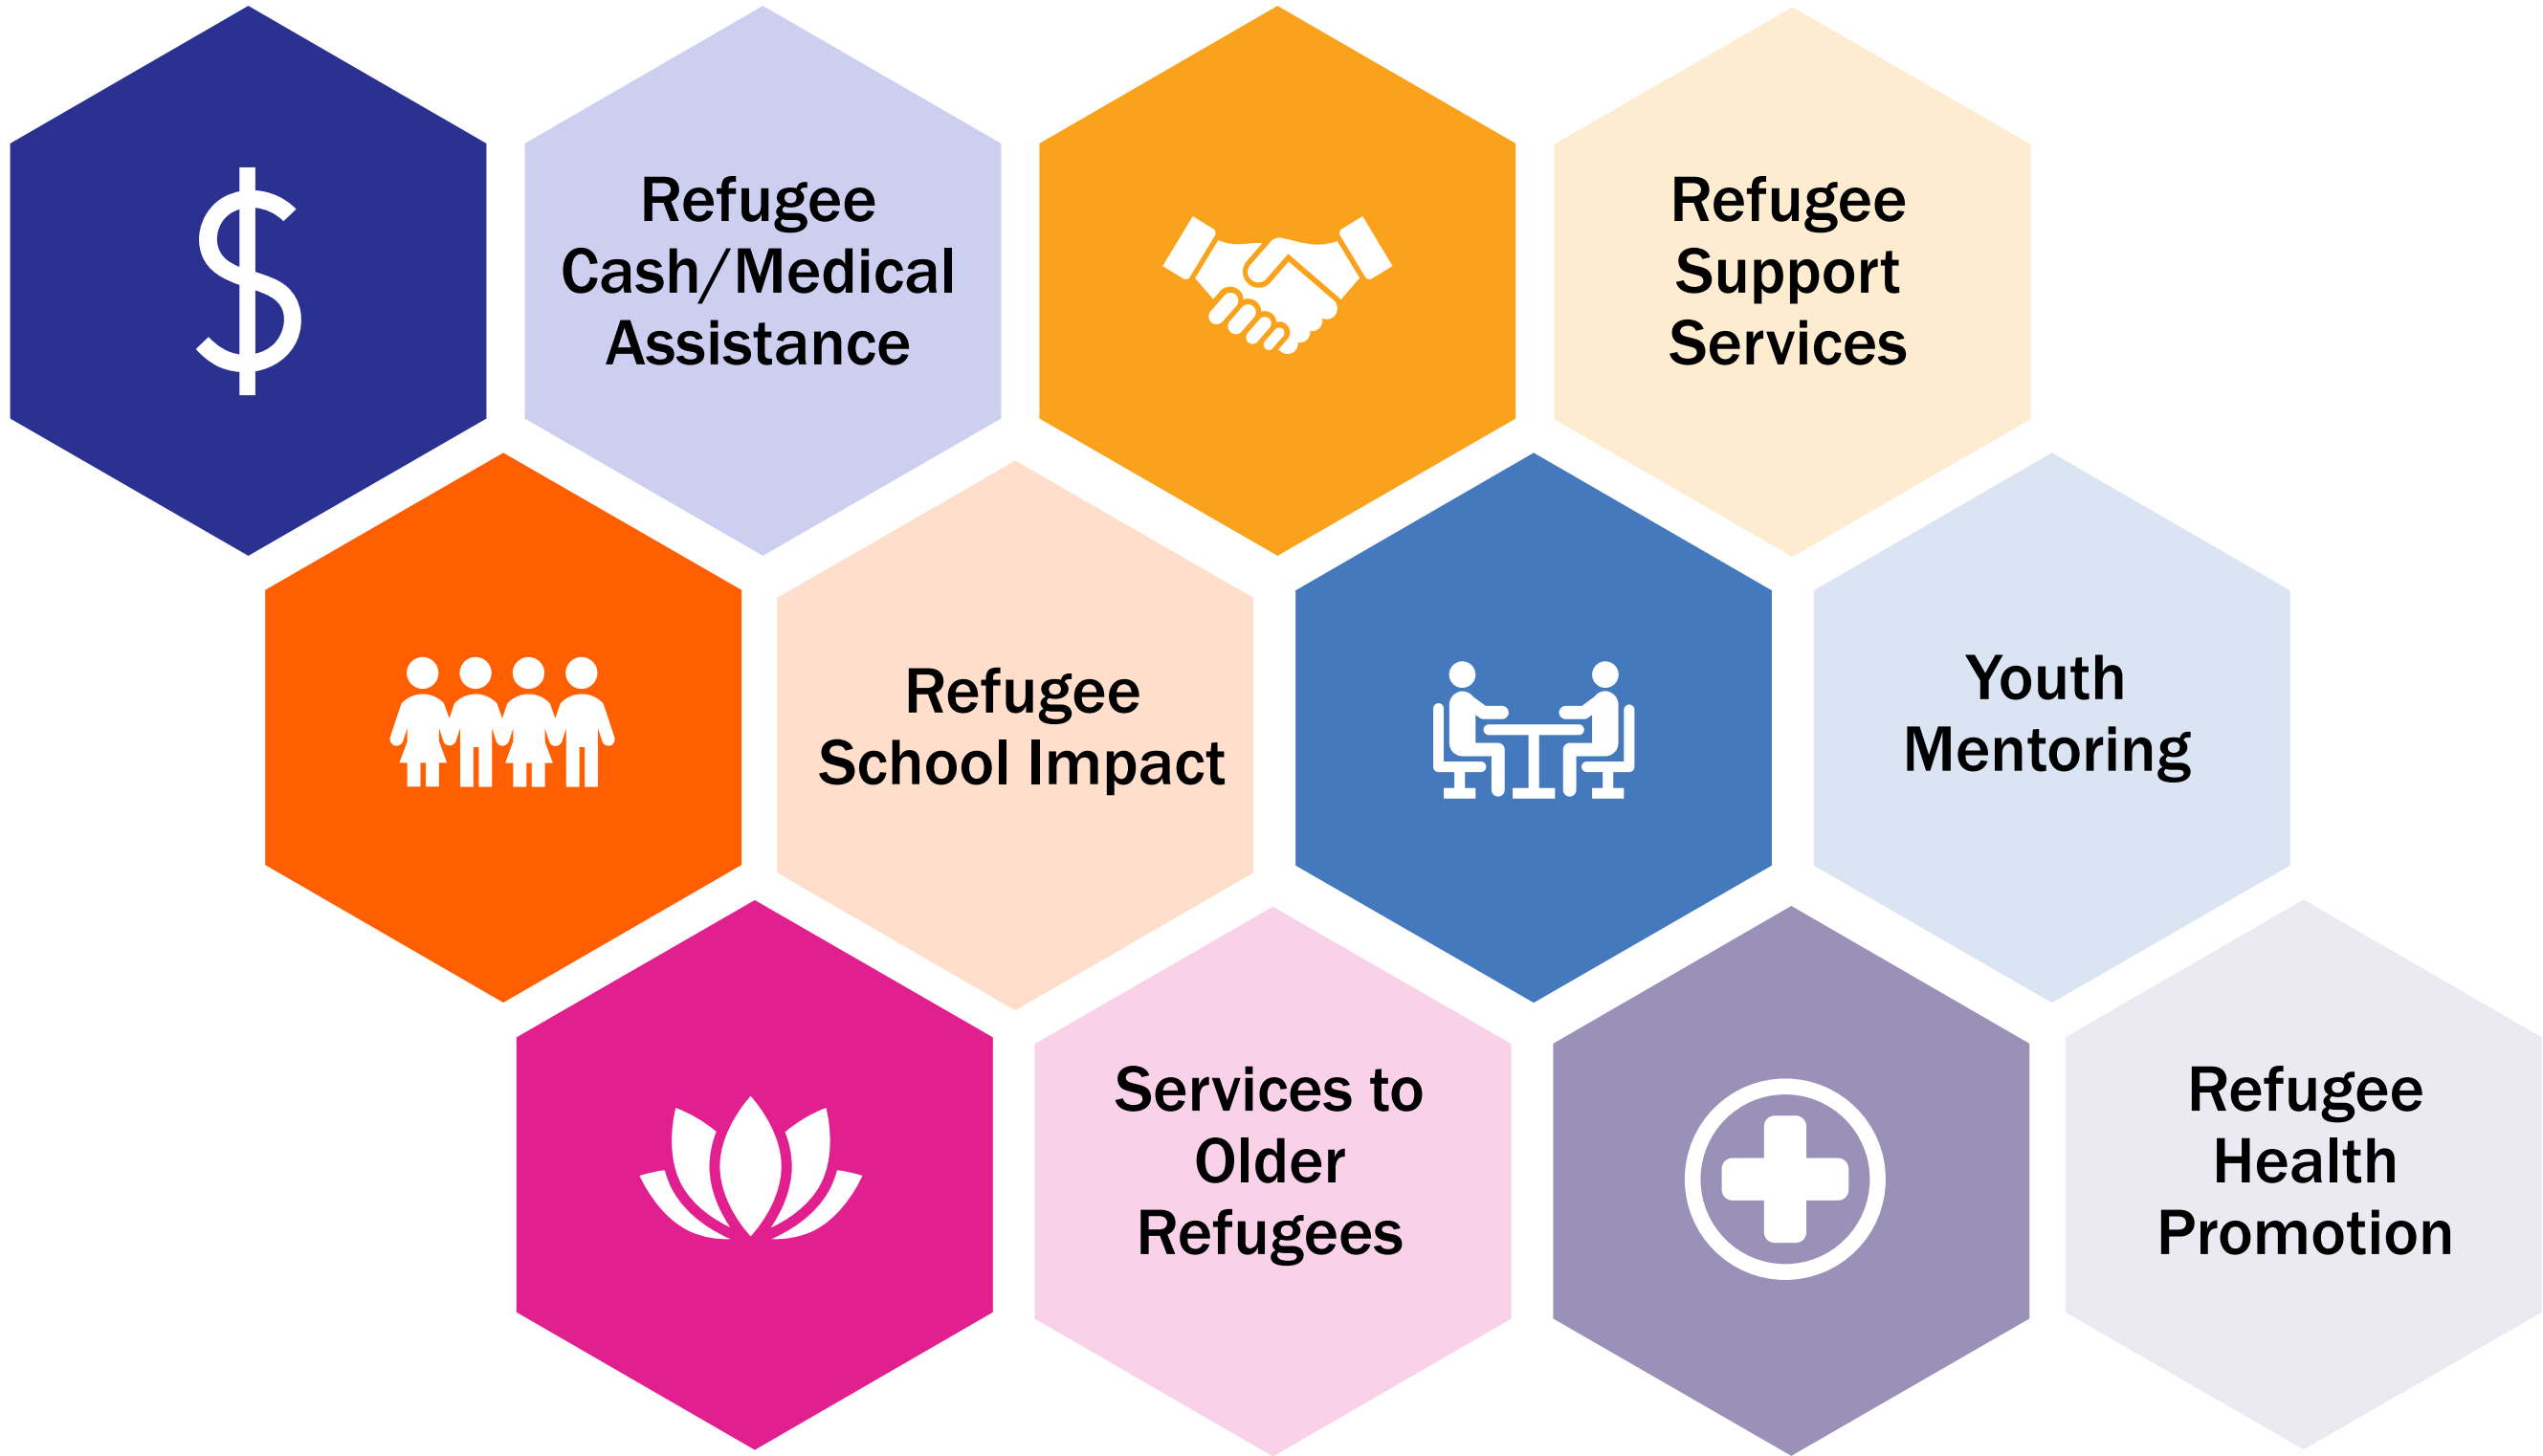 Refugee
Cash/Medical
Assistance
Refugee
Support
Services
Refugee
School Impact
Youth
Mentoring
Services to
Older
Refugees
Refugee
Health
Promotion